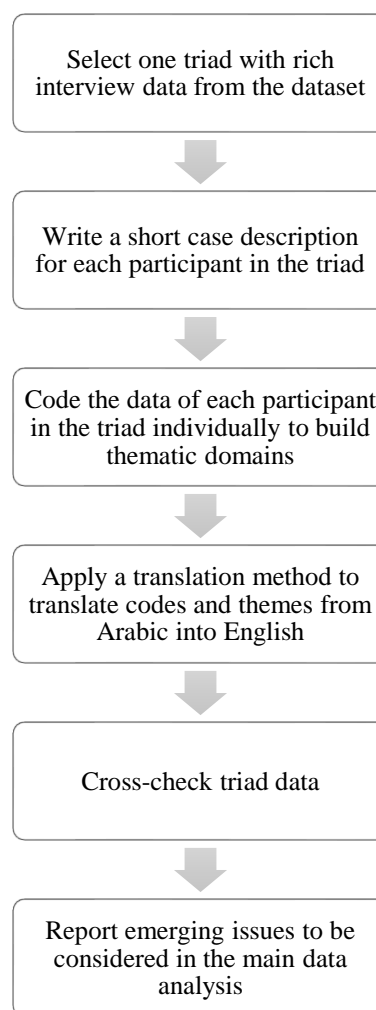 Select one triad with rich
interview data from the dataset
Write a short case description
for each participant in the triad
Code the data of each participant
in the triad individually to build
thematic domains
Apply a translation method to
translate codes and themes from
Arabic into English
Cross-check triad data
Report emerging issues to be
considered in the main data
analysis